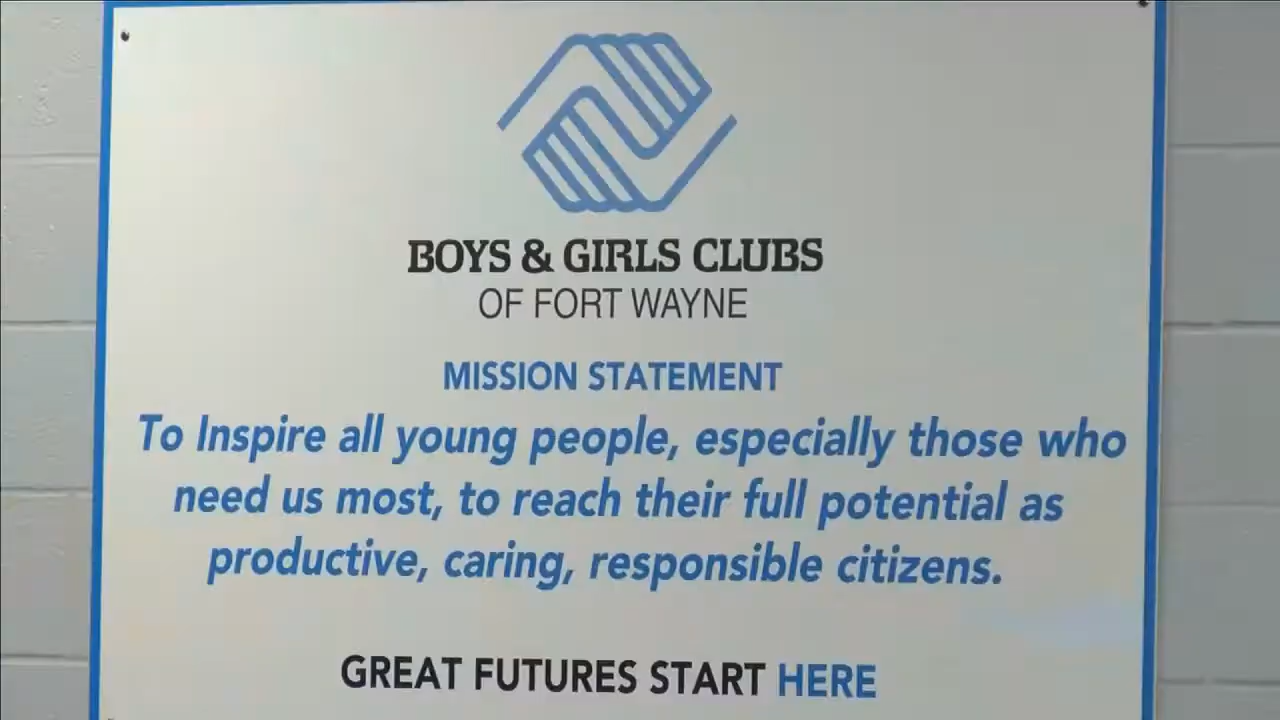 BOYS & GIRLS CLUBS
OF FORT WAYNE
MISSION STATEMENT
To Inspire all young people, especially those who
need us most, to reach their full potential as
productive, caring, responsible citizens.
GREAT FUTURES START HERE